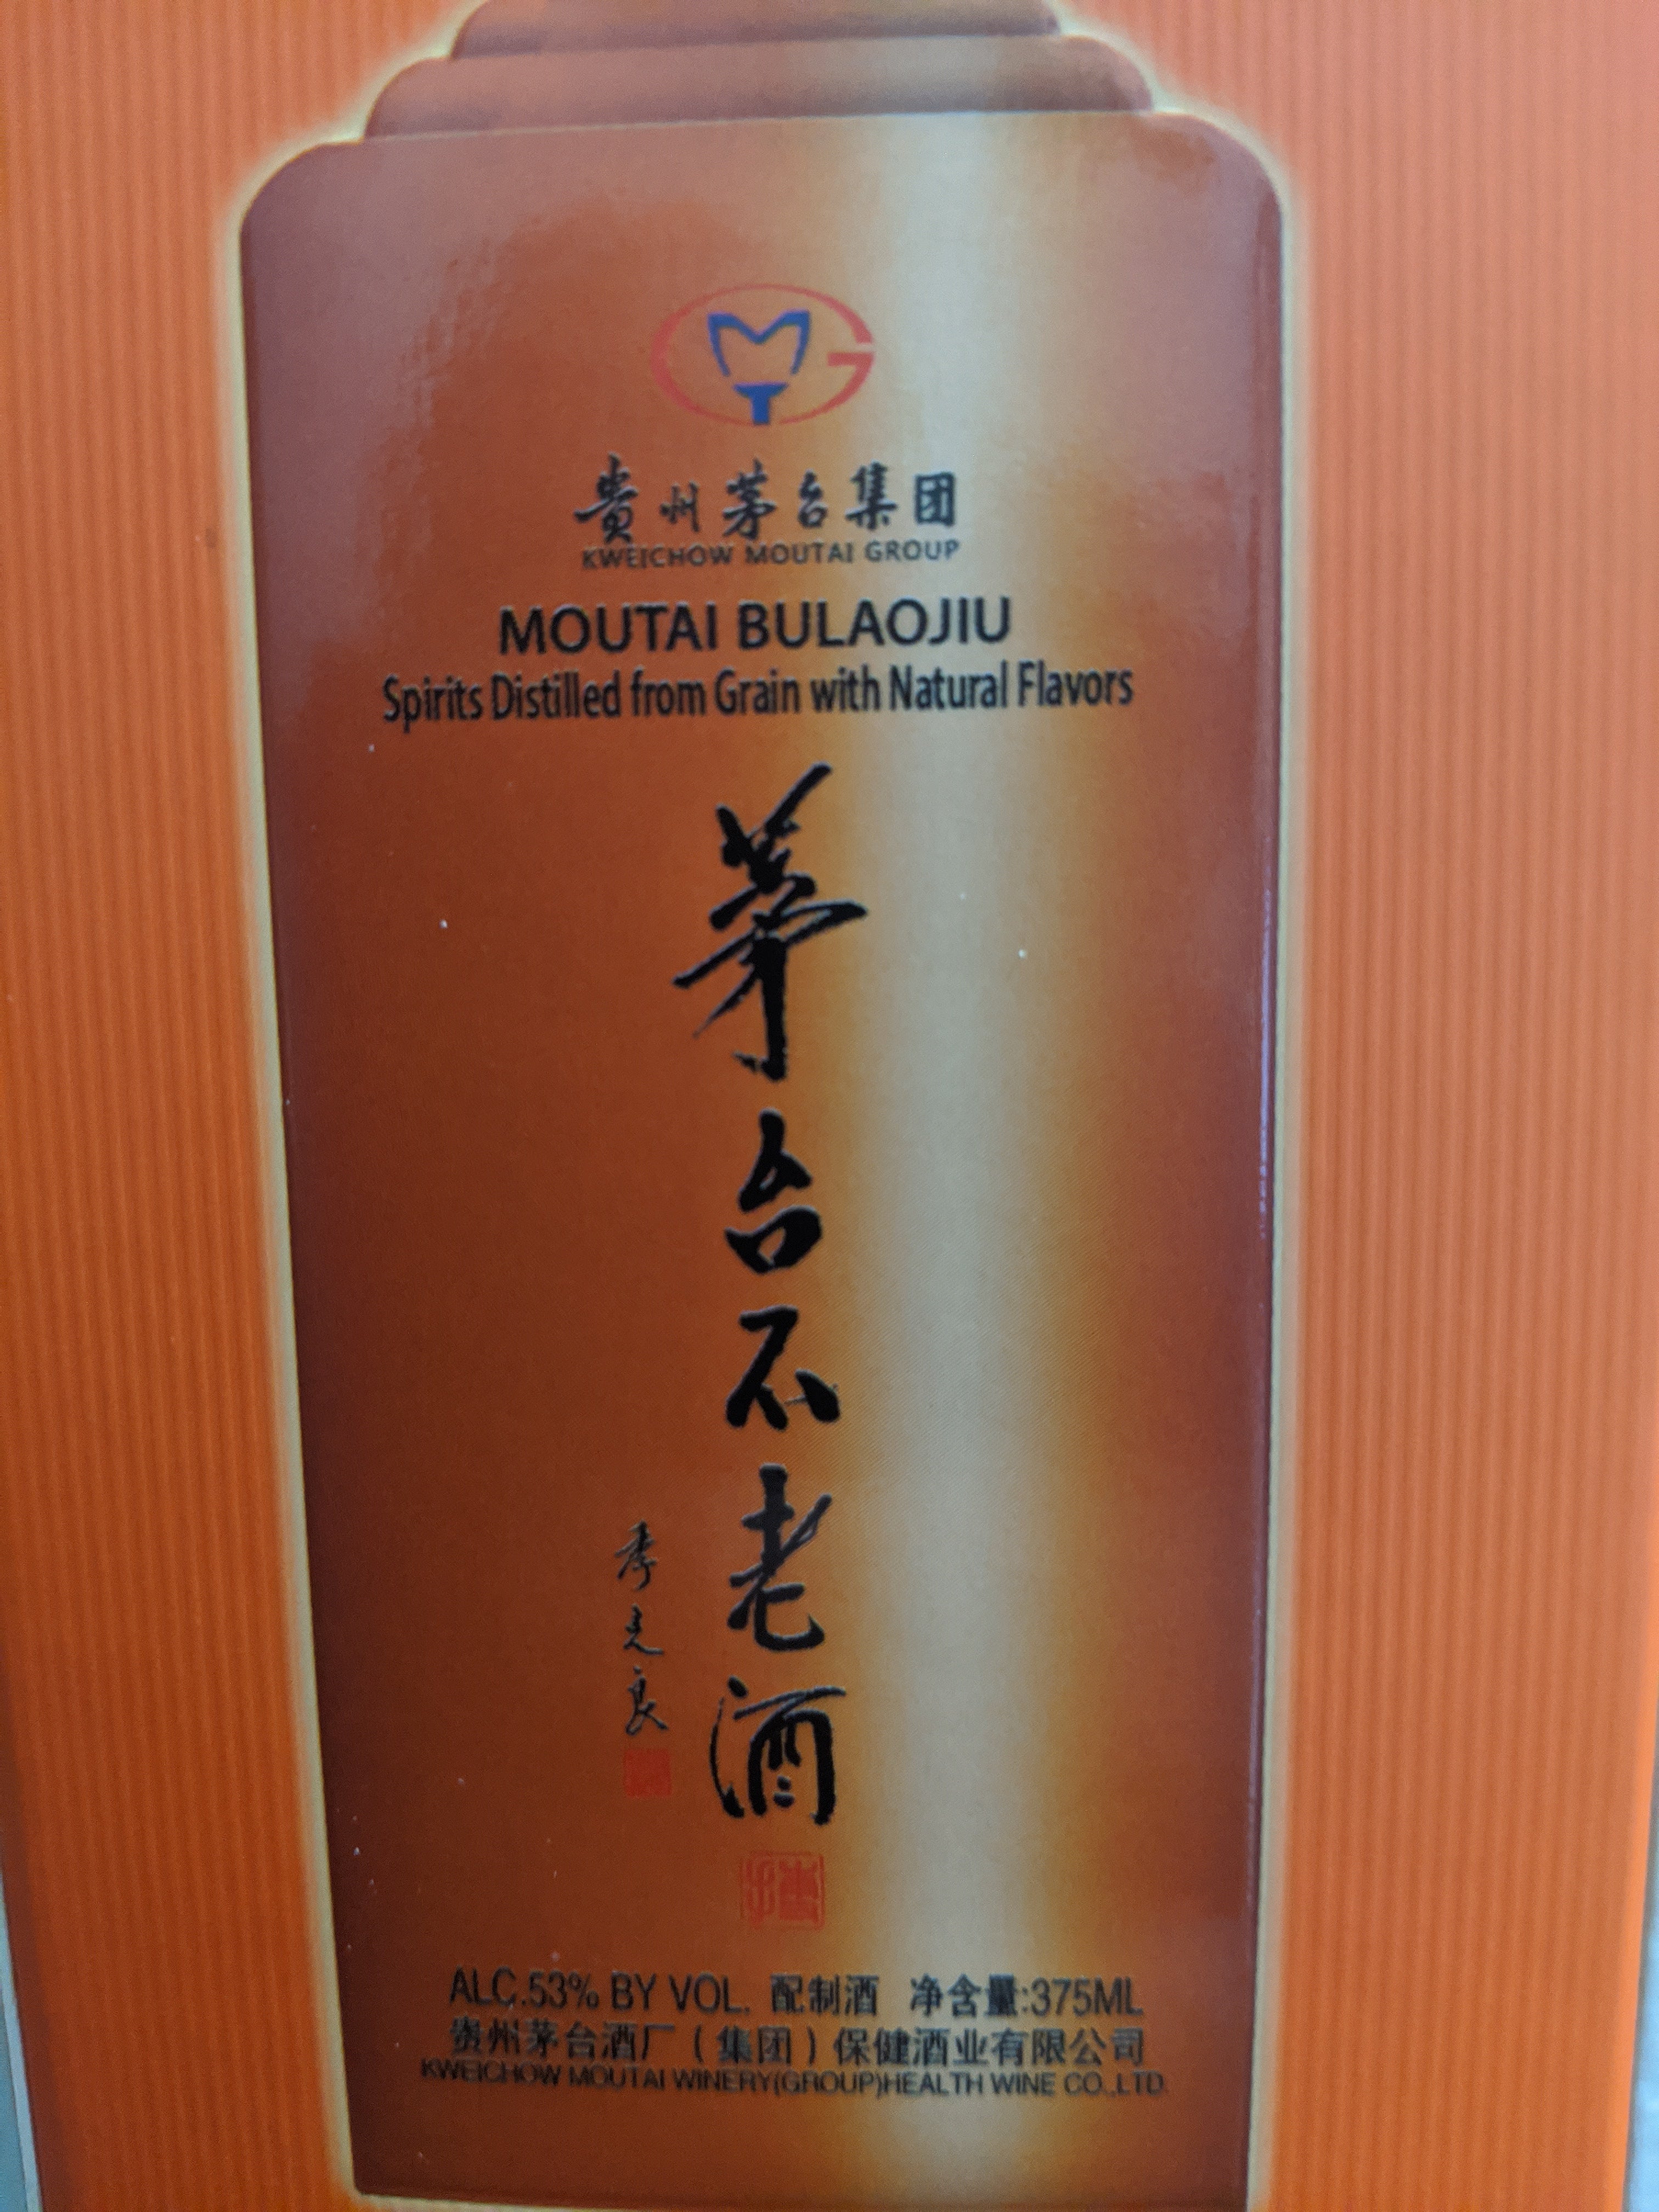 贵州茅台集团
KWEICHOW MOUTAI GROUP
MOUTAI BULAOJIU
Spirits Distilled from Grain with Natural Flavors
茅台不老酒
季克良
ALC.53% BY VOL. 配制酒 净含量:375ML
贵州茅台酒厂（集团）保健酒业有限公司
KWEICHOW MOUTAI WINERY(GROUP)HEALTH WINE CO.,LTD.